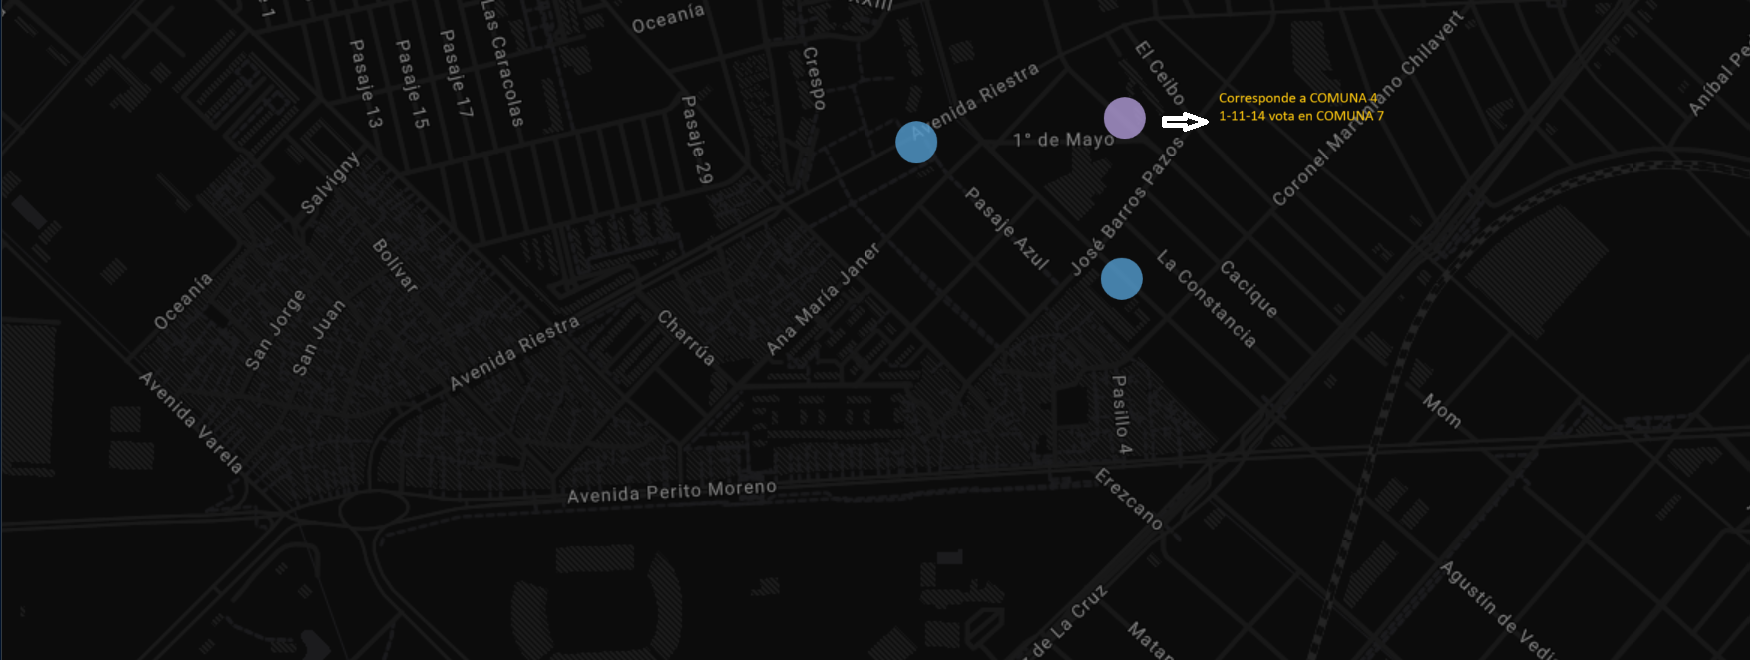 Oceanía
Pasaje 13
Pasaje 15
Pasaje 17
Las Caracolas
Crespo
Pasaje 29
Avenida Riestra
El Ceibo
1° de Mayo
Corresponde a COMUNA 4
1-11-14 vota en COMUNA 7
Coronel Martiniano Chilavert
Salvigny
Bolívar
Pasaje Azul
José Barros Pazos
La Constancia
Cacique
Oceanía
San Jorge
San Juan
Avenida Riestra
Charrúa
Ana María Janer
Avenida Varela
Pasillo 4
Mom
Avenida Perito Moreno
Erezcano
de La Cruz
Agustín de Vedi